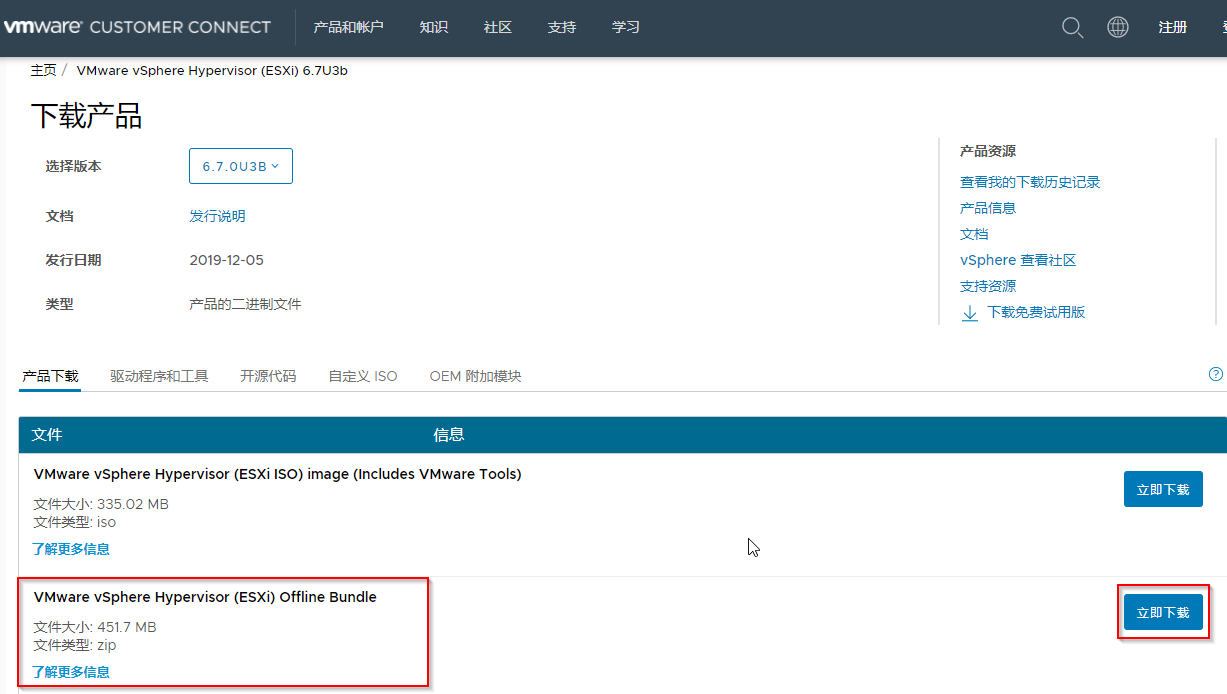 vmware CUSTOMER CONNECT 产品和帐户 知识 社区 支持 学习 注册
主页 / VMware vSphere Hypervisor (ESXi) 6.7U3b
下载产品
选择版本 6.7.0U3B
文档 发行说明
发行日期 2019-12-05
类型 产品的二进制文件
产品资源
查看我的下载历史记录
产品信息
文档
vSphere 查看社区
支持资源
下载免费试用版
产品下载 驱动程序和工具 开源代码 自定义 ISO OEM 附加模块
文件 信息
VMware vSphere Hypervisor (ESXi ISO) image (Includes VMware Tools)
文件大小: 335.02 MB
文件类型: iso
了解更多信息
立即下载
VMware vSphere Hypervisor (ESXi) Offline Bundle
文件大小: 451.7 MB
文件类型: zip
了解更多信息
立即下载